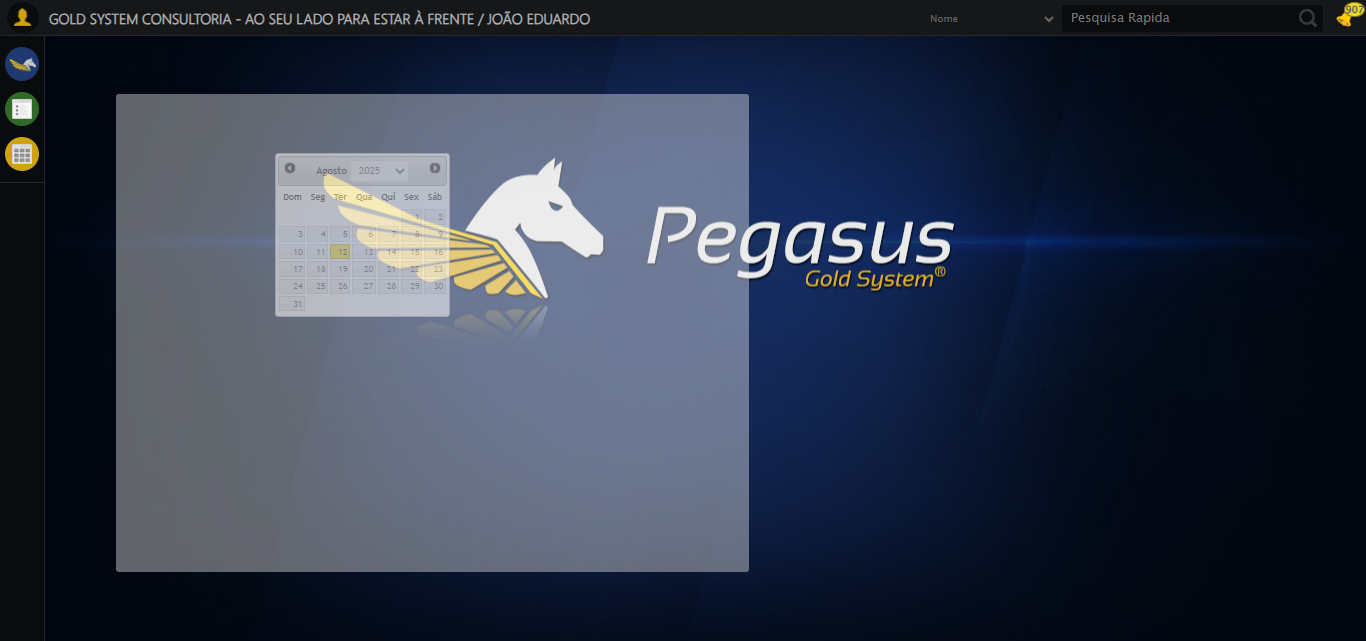 GOLD SYSTEM CONSULTORIA - AO SEU LADO PARA ESTAR À FRENTE / JOÃO EDUARDO
Nome
Pesquisa Rapida
907
Agosto 2025
Dom Seg Ter Qua Qui Sex Sáb
1 2
3 4 5 6 7 8 9
10 11 12 13 14 15 16
17 18 19 20 21 22 23
24 25 26 27 28 29 30
31
Pegasus
Gold System®